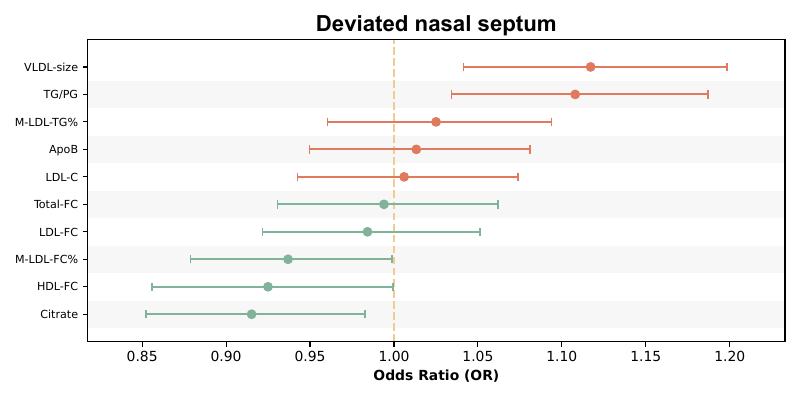 Deviated nasal septum
VLDL-size
TG/PG
M-LDL-TG%
ApoB
LDL-C
Total-FC
LDL-FC
M-LDL-FC%
HDL-FC
Citrate
0.85 0.90 0.95 1.00 1.05 1.10 1.15 1.20
Odds Ratio (OR)